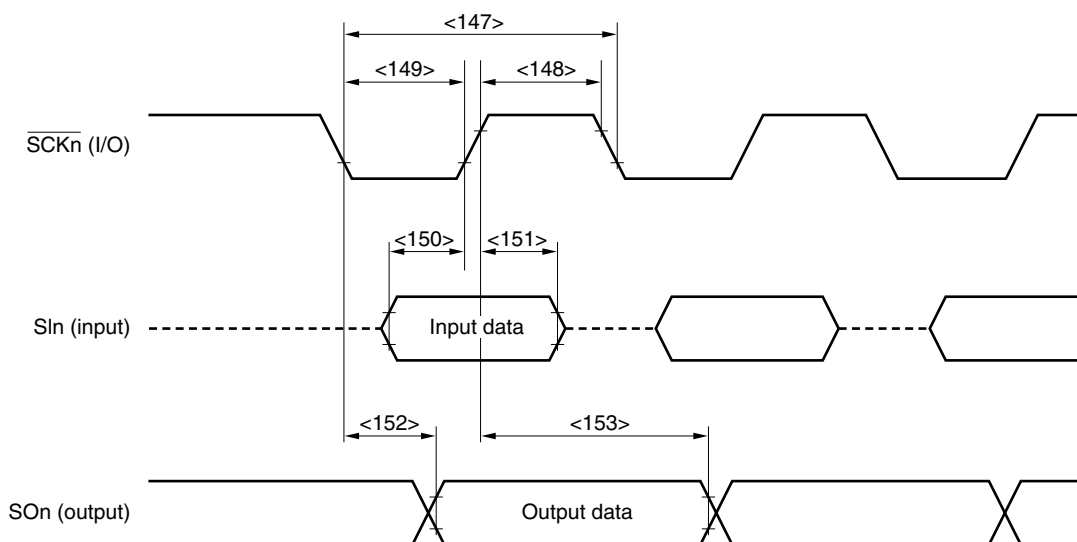 <147>
<149>
<148>
SCKn (I/O)
<150>
<151>
SIn (input)
Input data
<152>
<153>
SOn (output)
Output data